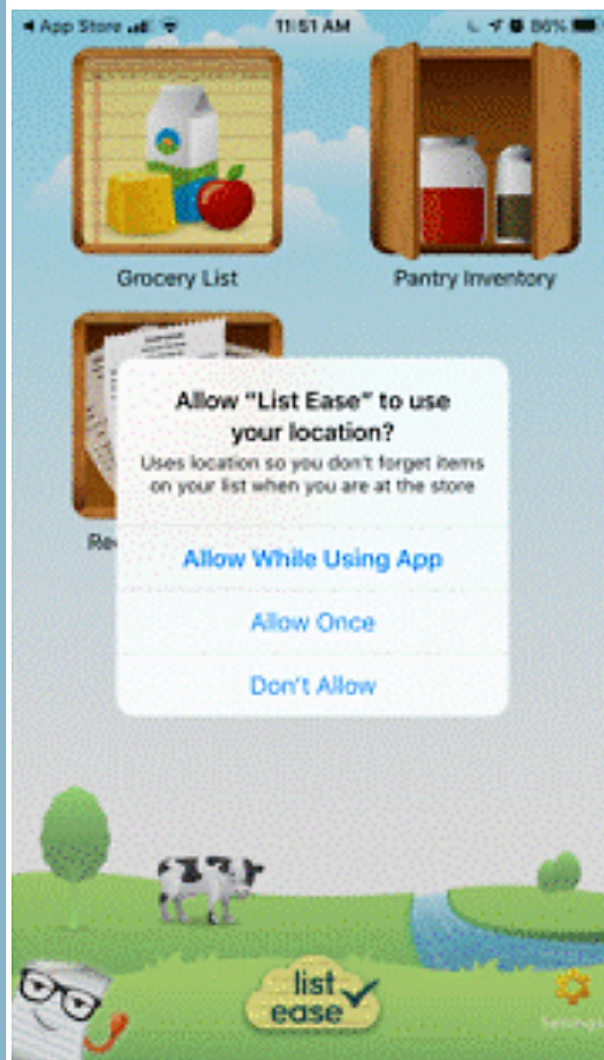 App Store
11:51 AM
86%
Grocery List
Pantry Inventory
Allow "List Ease" to use
your location?
Uses location so you don't forget items
on your list when you are at the store
Re
Allow While Using App
Allow Once
Don't Allow
list
ease
Settings